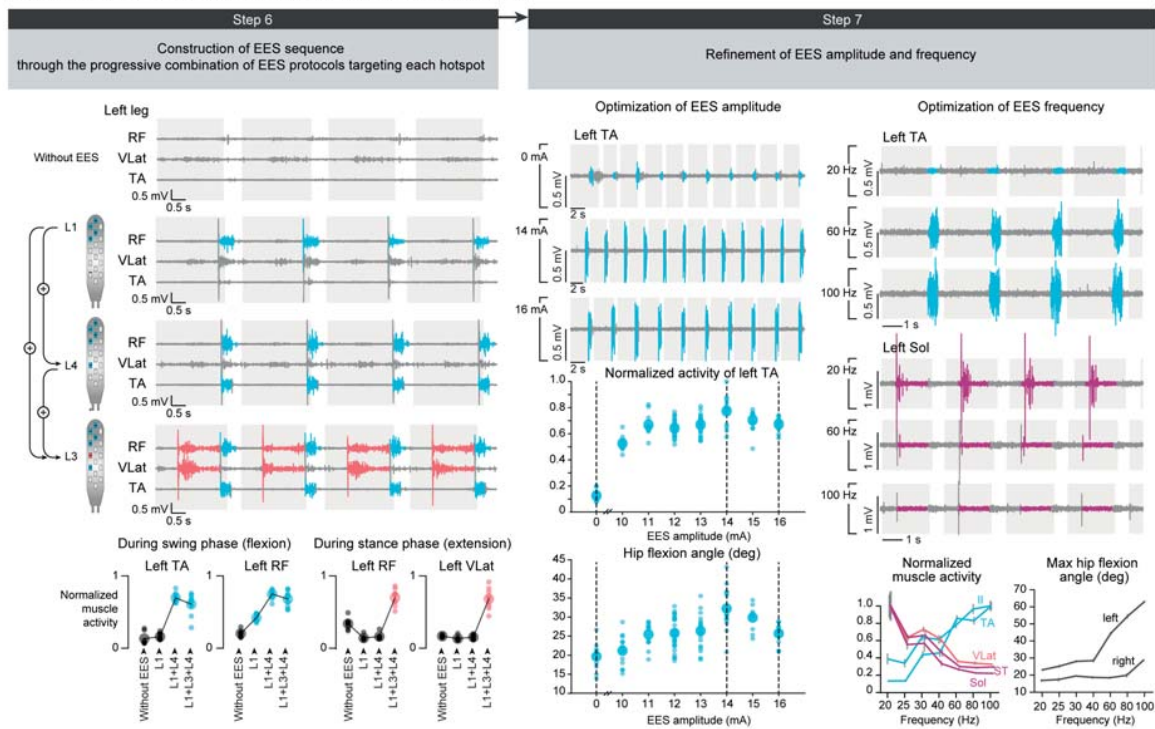 Step 6
Construction of EES sequence
through the progressive combination of EES protocols targeting each hotspot
Left leg
Without EES
RF
VLat
TA
0.5 mV
0.5 s
L1
RF
VLat
TA
0.5 mV
0.5 s
L4
RF
VLat
TA
0.5 mV
0.5 s
L3
RF
VLat
TA
0.5 mV
0.5 s
During swing phase (flexion)
During stance phase (extension)
Left TA
Left RF
Left RF
Left VLat
Normalized
muscle
activity
1
0
1
0
1
0
1
0
Without EES
L1
L1+L4
L1+L3+L4
Without EES
L1
L1+L4
L1+L3+L4
Without EES
L1
L1+L4
L1+L3+L4
Without EES
L1
L1+L4
L1+L3+L4
Step 7
Refinement of EES amplitude and frequency
Optimization of EES amplitude
Left TA
0 mA
0.5 mV
2 s
14 mA
0.5 mV
2 s
16 mA
0.5 mV
2 s
Normalized activity of left TA
1.0
0.8
0.6
0.4
0.2
0
0 10 11 12 13 14 15 16
EES amplitude (mA)
Hip flexion angle (deg)
45
40
35
30
25
20
15
10
0 10 11 12 13 14 15 16
EES amplitude (mA)
Optimization of EES frequency
Left TA
20 Hz
0.5 mV
60 Hz
0.5 mV
100 Hz
0.5 mV
1 s
Left Sol
20 Hz
1 mV
60 Hz
1 mV
100 Hz
1 mV
1 s
Normalized
muscle activity
1.0
0.8
0.6
0.4
0.2
0
Il
TA
VLat
ST
Sol
20 25 30 40 60 80 100
Frequency (Hz)
Max hip flexion
angle (deg)
70
60
50
40
30
20
10
left
right
20 25 30 40 60 80 100
Frequency (Hz)